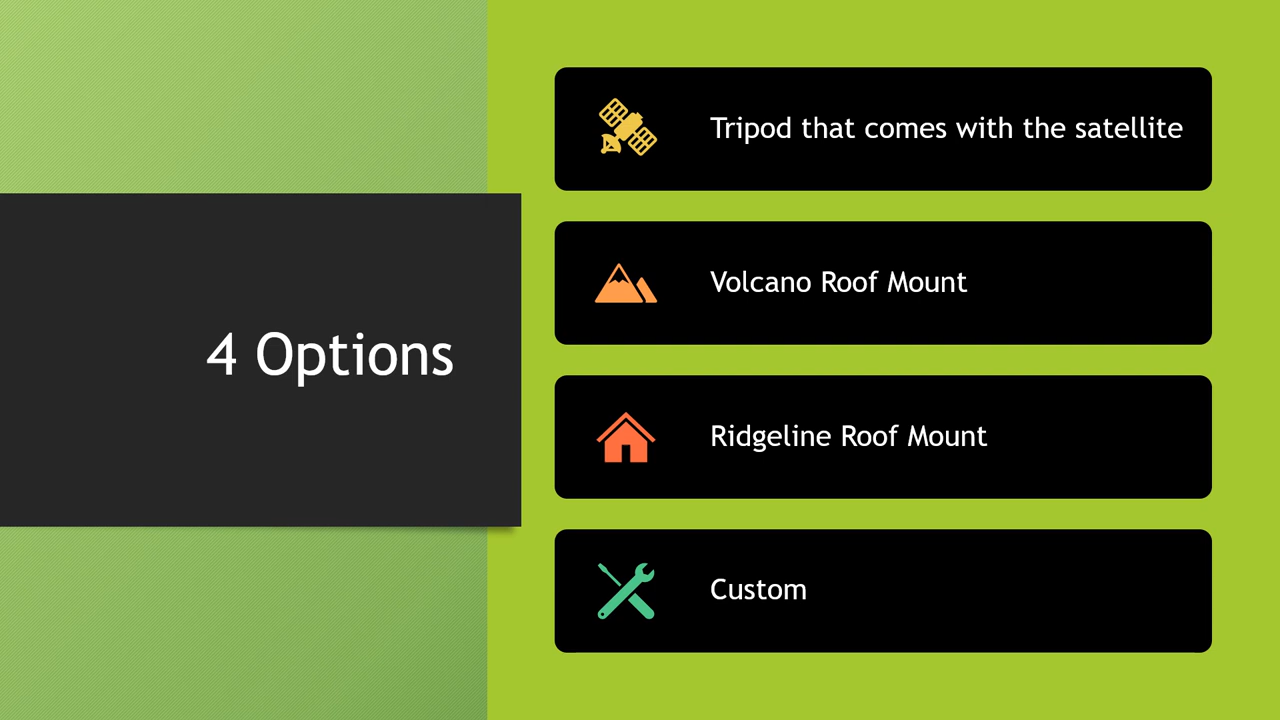 4 Options
Tripod that comes with the satellite
Volcano Roof Mount
Ridgeline Roof Mount
Custom